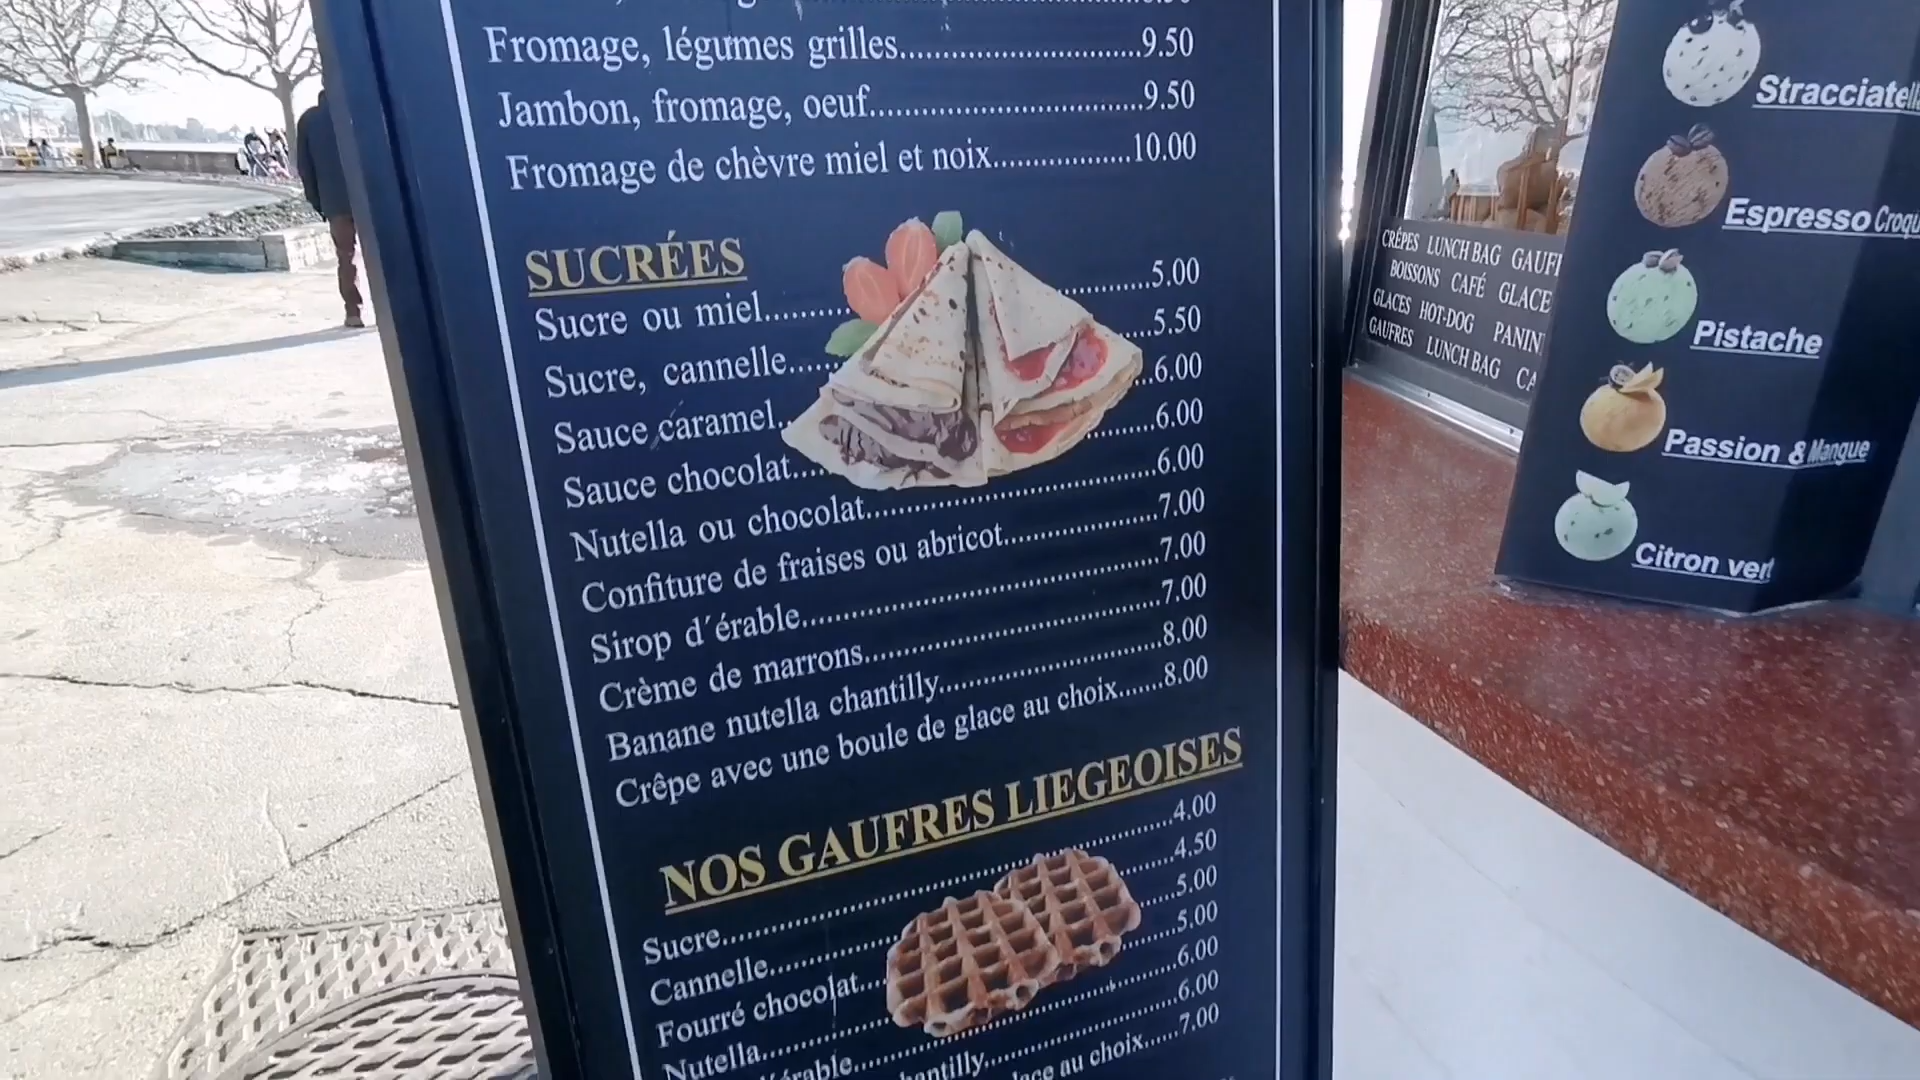 Fromage, légumes grilles...............................9.50
Jambon, fromage, oeuf...................................9.50
Fromage de chèvre miel et noix..................10.00
SUCRÉES
Sucre ou miel..........5.00
Sucre, cannelle.....5.50
Sauce caramel..6.00
Sauce chocolat....6.00
Nutella ou chocolat........................................6.00
Confiture de fraises ou abricot.....................7.00
Sirop d´érable.................................................7.00
Crème de marrons..........................................7.00
Banane nutella chantilly...............................8.00
Crêpe avec une boule de glace au choix.......8.00
NOS GAUFRES LIEGEOISES
Sucre.................................................4.00
Cannelle..................4.50
Fourré chocolat....5.00
Nutella...................5.00
érable..........................................6.00
6.00
au choix.....7.00
Espresso
Pistache
Passion & Mangue
Citron vert
CRÊPES LUNCH BAG
BOISSONS CAFÉ GLACE
GLACES HOT-DOG
GAUFRES LUNCH BAG